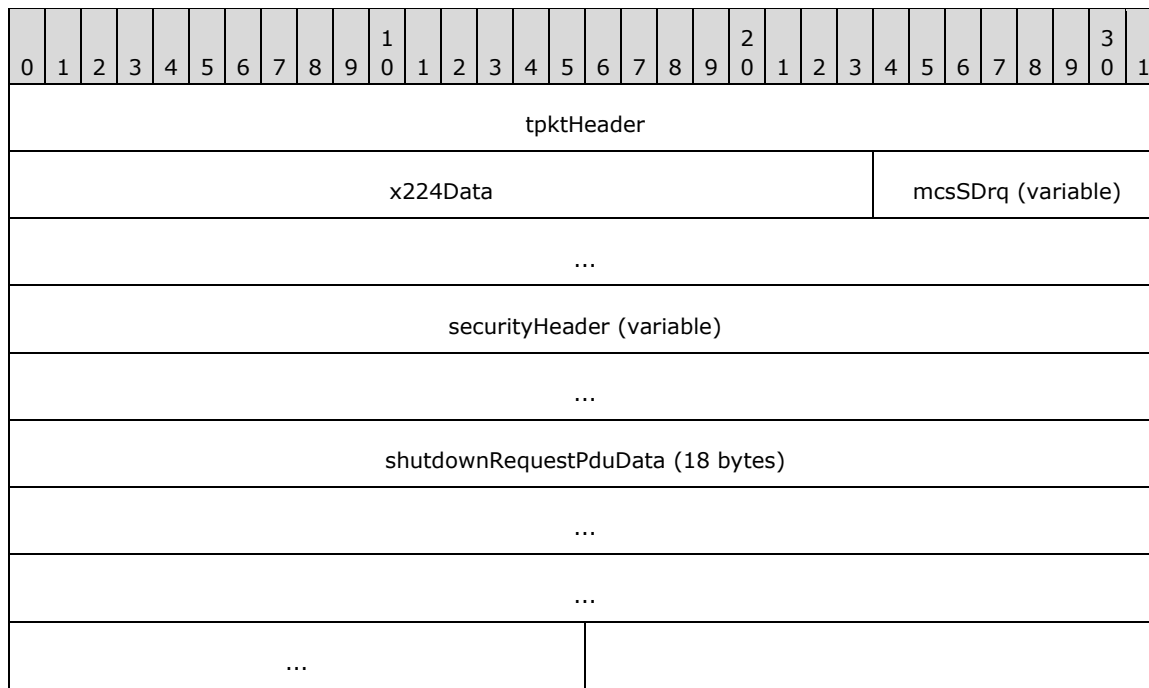 1 2 3
0 1 2 3 4 5 6 7 8 9 0 1 2 3 4 5 6 7 8 9 0 1 2 3 4 5 6 7 8 9 0 1
tpktHeader
x224Data mcsSDrq (variable)
...
securityHeader (variable)
...
shutdownRequestPduData (18 bytes)
...
...
...